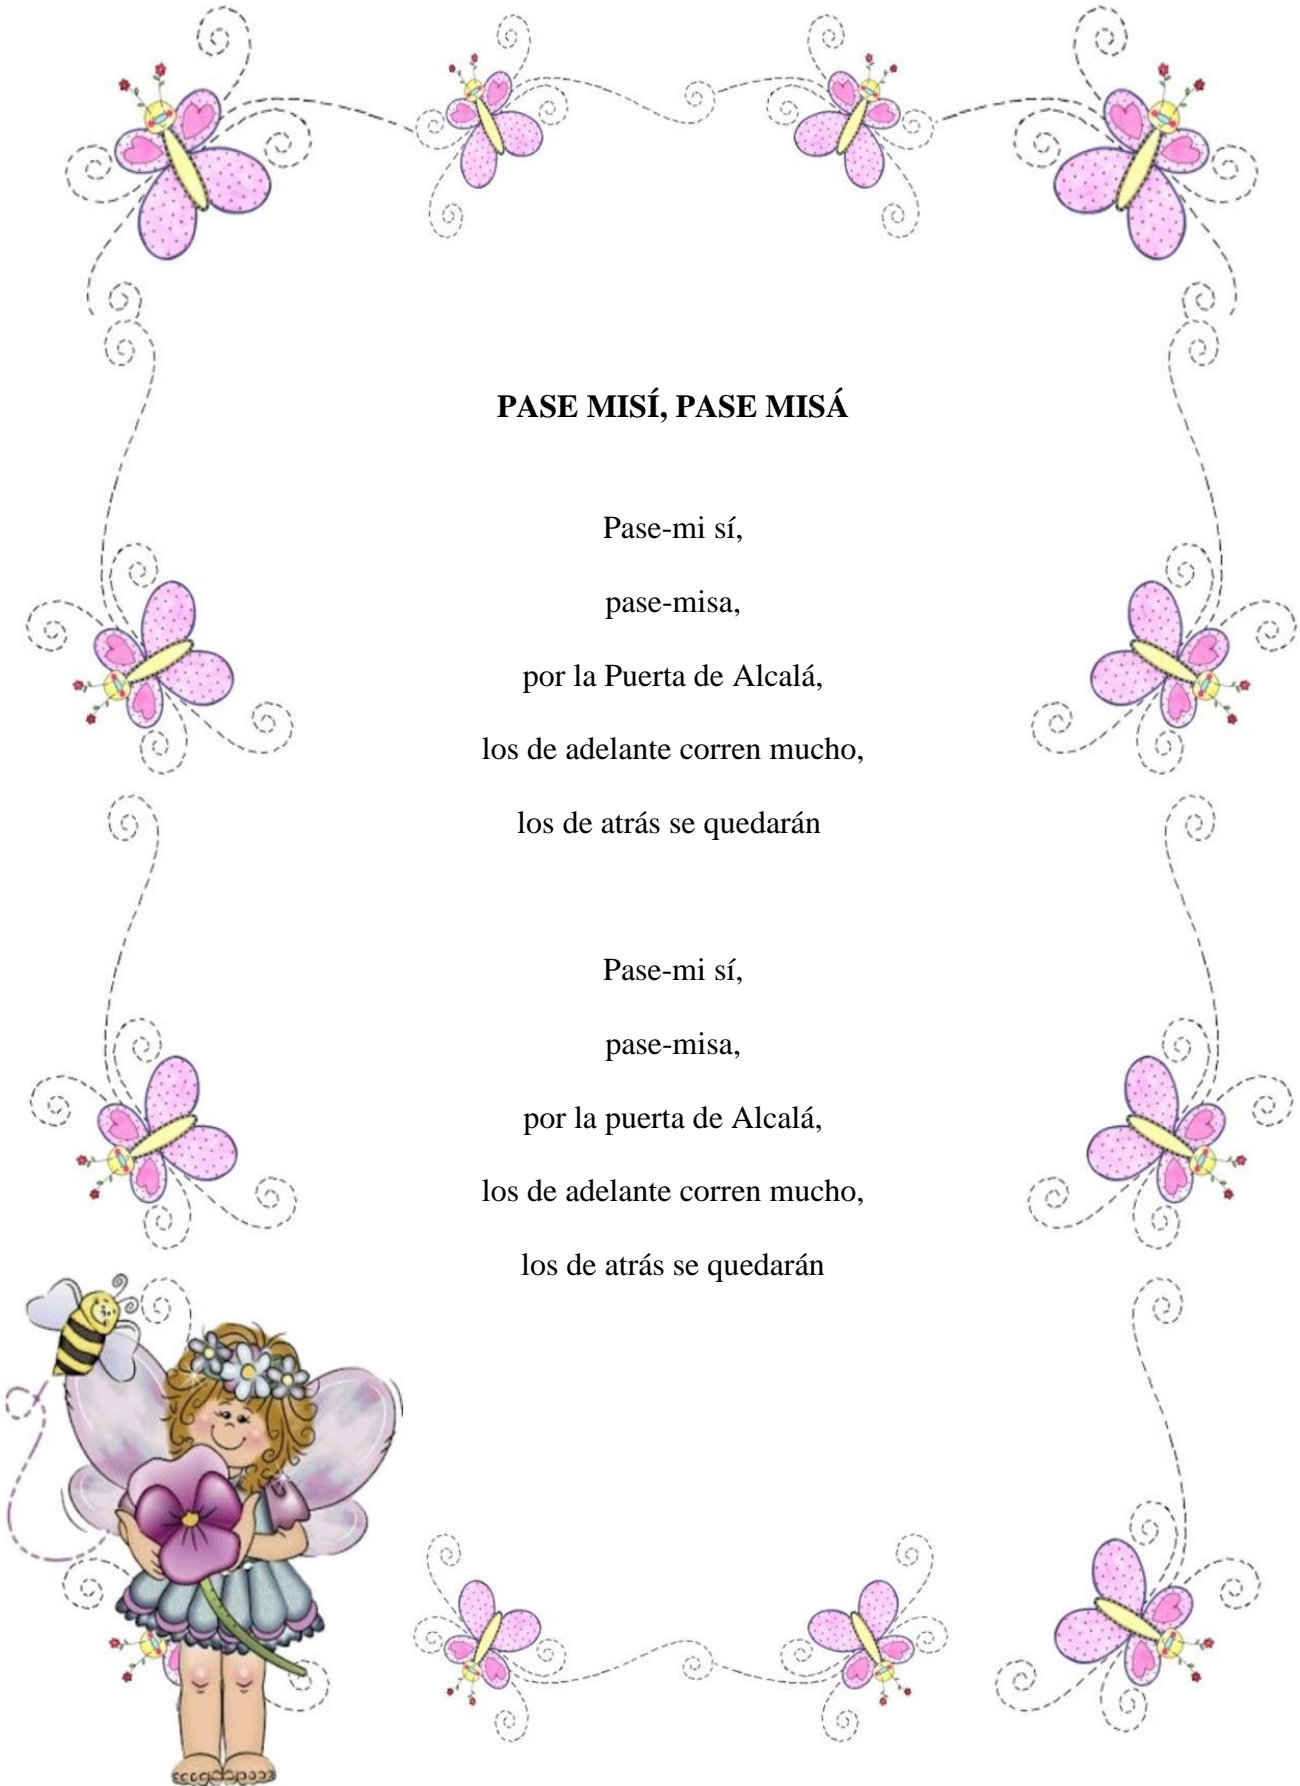 PASE MISÍ, PASE MISÁ
Pase-mi sí,
pase-misa,
por la Puerta de Alcalá,
los de adelante corren mucho,
los de atrás se quedarán
Pase-mi sí,
pase-misa,
por la puerta de Alcalá,
los de adelante corren mucho,
los de atrás se quedarán